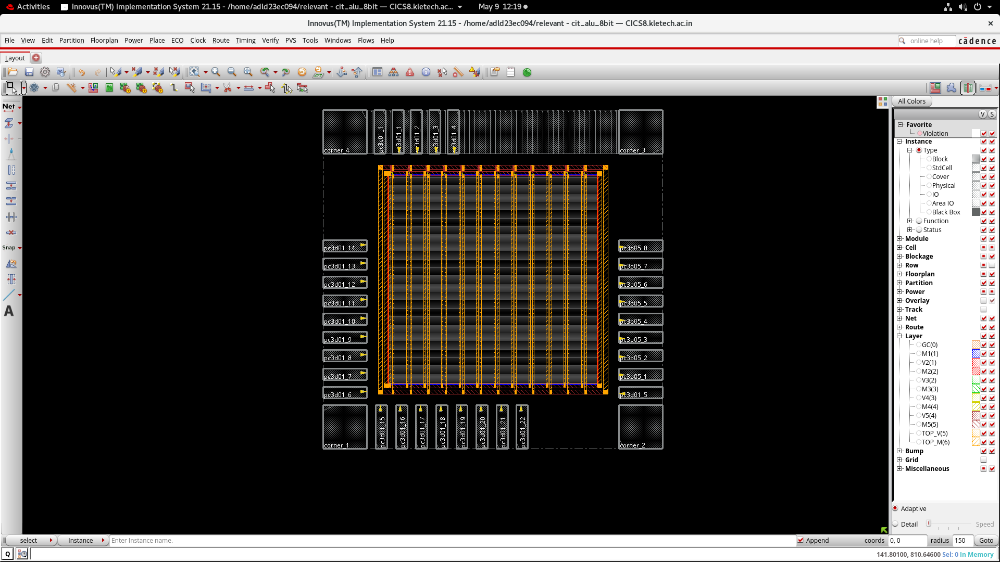 Activities
Innovus(TM) Implementation System 21.15 - /home/adld23ec094/relevant - cit_alu_8bit — CICS8.kletech.ac...
May 9 12:19
Innovus(TM) Implementation System 21.15 - /home/adld23ec094/relevant - cit_alu_8bit — CICS8.kletech.ac.in
File View Edit Partition Floorplan Power Place ECO Clock Route Timing Verify PVS Tools Windows Flows Help
online help
cādence
Layout
Net
Snap
A
corner_4
pc3c01_1
pc3d01_1
pc3d01_2
pc3d01_3
pc3d01_4
corner_3
pc3d01_14
pc3d01_13
pc3d01_12
pc3d01_11
pc3d01_10
pc3d01_9
pc3d01_8
pc3d01_7
pc3d01_6
pc3o05_8
pc3o05_7
pc3o05_6
pc3o05_5
pc3o05_4
pc3o05_3
pc3o05_2
pc3o05_1
pc3d01_5
corner_1
pc3d01_15
pc3d01_16
pc3d01_17
pc3d01_18
pc3d01_19
pc3d01_20
pc3d01_21
pc3d01_22
corner_2
All Colors
V S
Favorite
Violation
Instance
Type
Block
StdCell
Cover
Physical
IO
Area IO
Black Box
Function
Status
Module
Cell
Blockage
Row
Floorplan
Partition
Power
Overlay
Track
Net
Route
Layer
GC(0)
M1(1)
V2(1)
M2(2)
V3(2)
M3(3)
V4(3)
M4(4)
V5(4)
M5(5)
TOP_V(5)
TOP_M(6)
Bump
Grid
Miscellaneous
Adaptive
Detail
Speed
select
Instance
Enter Instance name.
Append
coords 0, 0
radius 150
Goto
Q
141.80100, 810.64600 Sel: 0 In Memory